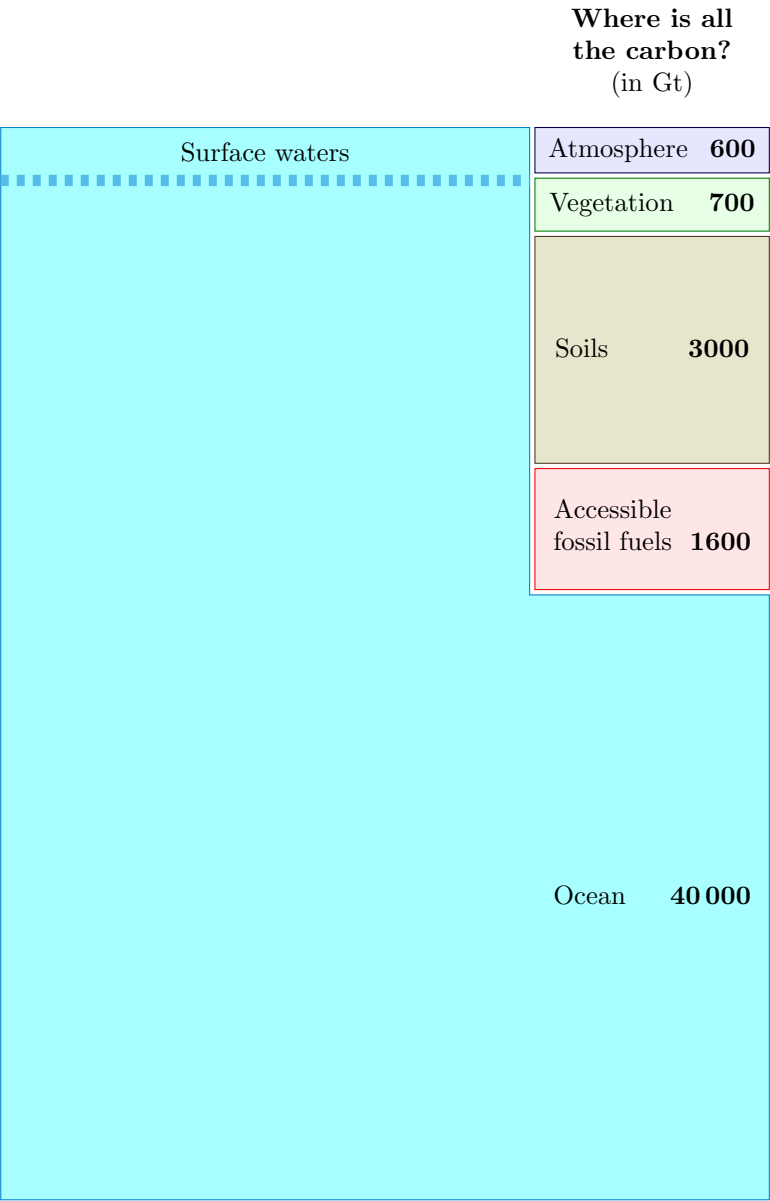 Where is all
the carbon?
(in Gt)
Surface waters
Atmosphere 600
Vegetation 700
Soils 3000
Accessible
fossil fuels 1600
Ocean 40 000